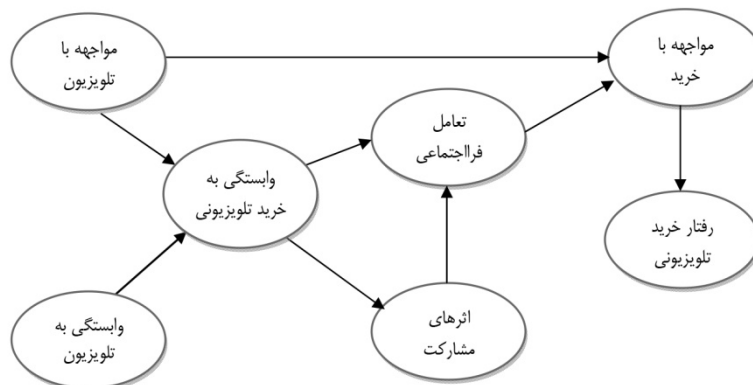 مواجهه با
خرید
مواجهه با
تلویزیون
تعامل
فرااجتماعی
وابستگی به
خرید تلویزیونی
رفتار خرید
تلویزیونی
اثرهای
مشارکت
وابستگی به
تلویزیون